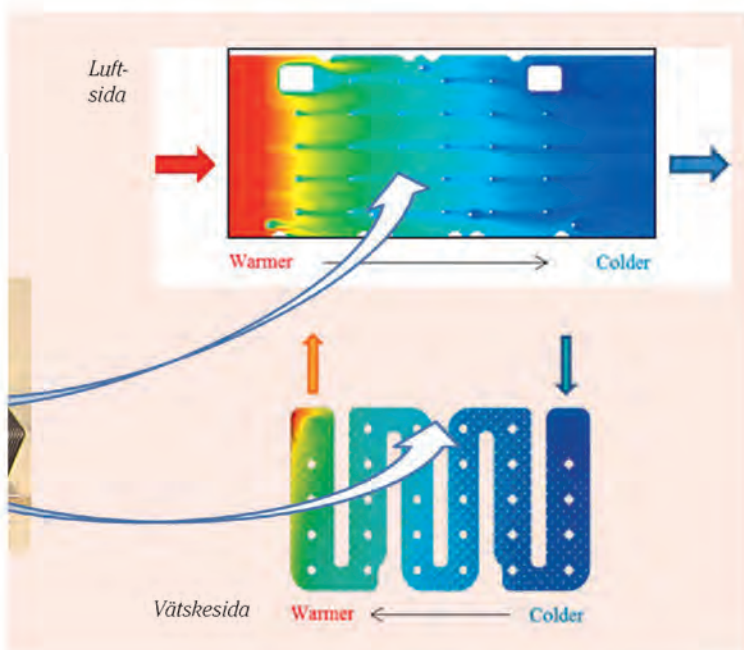 Luft-
sida
Warmer
Colder
Vätskesida
Warmer
Colder